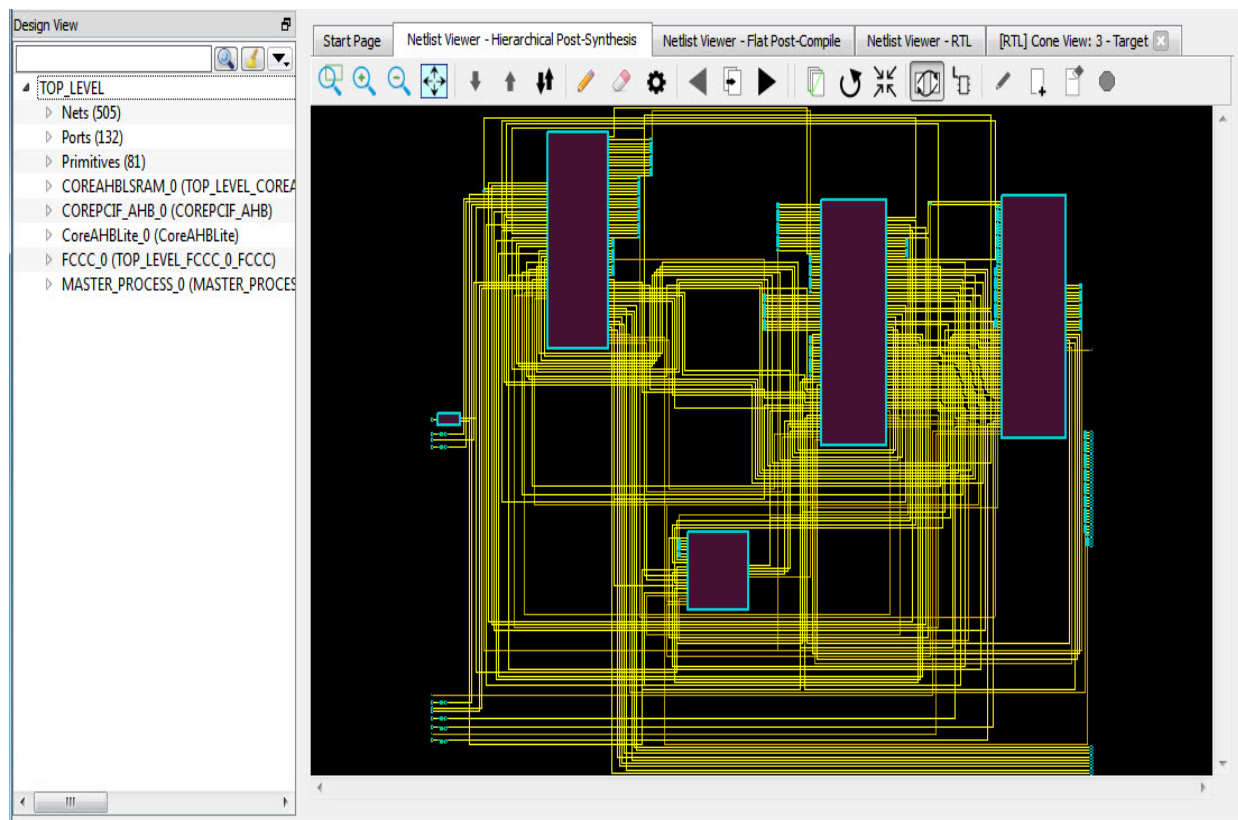 Design View
Start Page
Netlist Viewer - Hierarchical Post-Synthesis
Netlist Viewer - Flat Post-Compile
Netlist Viewer - RTL
[RTL] Cone View: 3 - Target
TOP_LEVEL
Nets (505)
Ports (132)
Primitives (81)
COREAHBLSRAM_0 (TOP_LEVEL_COREA
COREPCIF_AHB_0 (COREPCIF_AHB)
CoreAHBLite_0 (CoreAHBLite)
FCCC_0 (TOP_LEVEL_FCCC_0_FCCC)
MASTER_PROCESS_0 (MASTER_PROCES